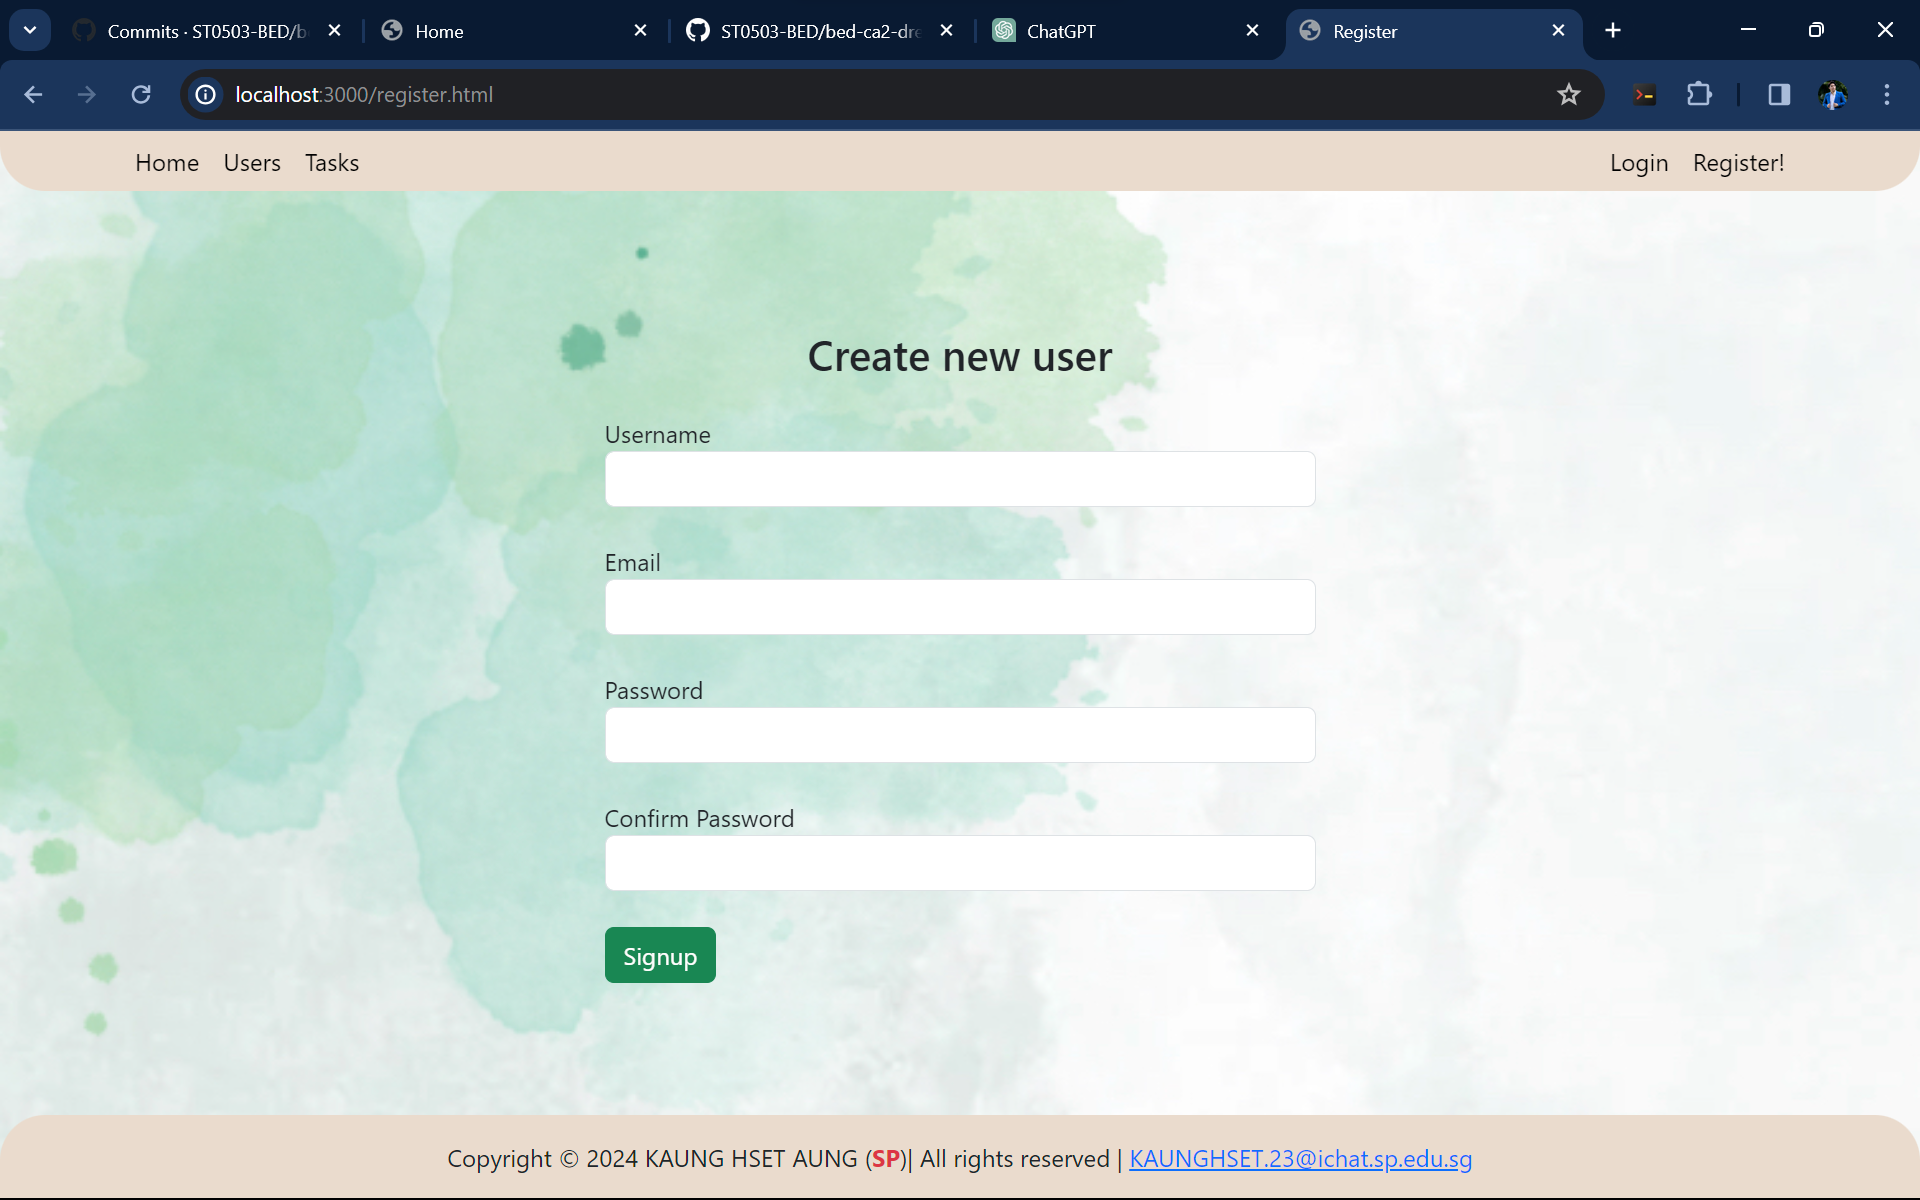 Commits · ST0503-BED/b
Home
ST0503-BED/bed-ca2-dre
ChatGPT
Register
localhost:3000/register.html
Home Users Tasks Login Register!
Create new user
Username
Email
Password
Confirm Password
Signup
Copyright © 2024 KAUNG HSET AUNG (SP)| All rights reserved | KAUNGHSET.23@ichat.sp.edu.sg